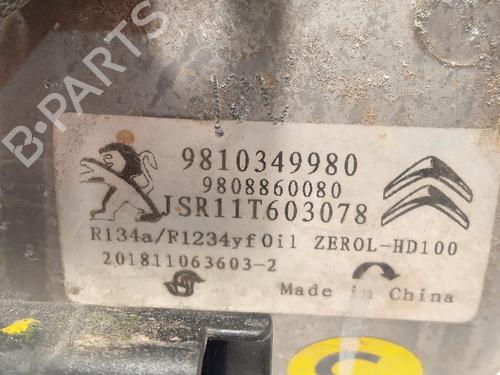 B-PARTS
9810349980
9808860080
JSR11T603078
R134a/R1234yf Oil ZEROL-HD100
201811063603-2
Made in China
C